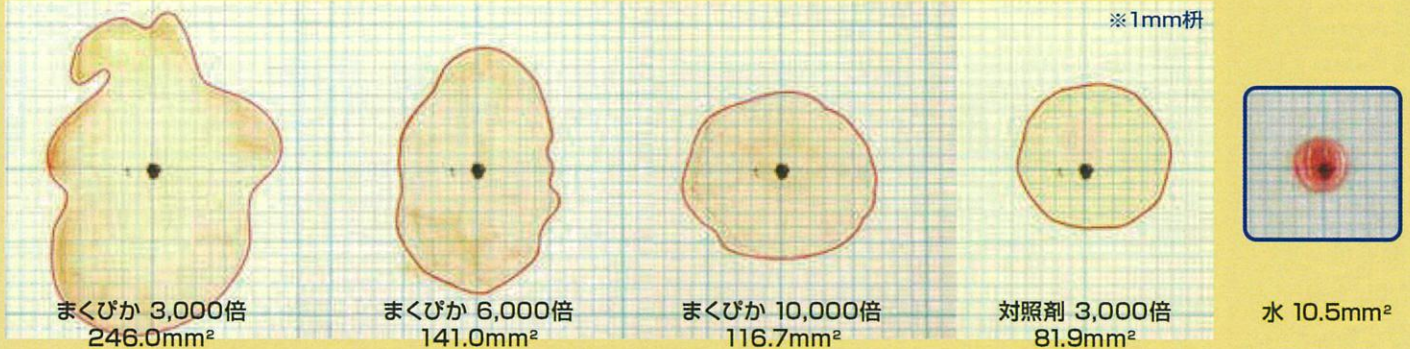 ※1mm枡
まくぴか 3,000倍
246.0mm²
まくぴか 6,000倍
141.0mm²
まくぴか 10,000倍
116.7mm²
対照剤 3,000倍
81.9mm²
水 10.5mm²